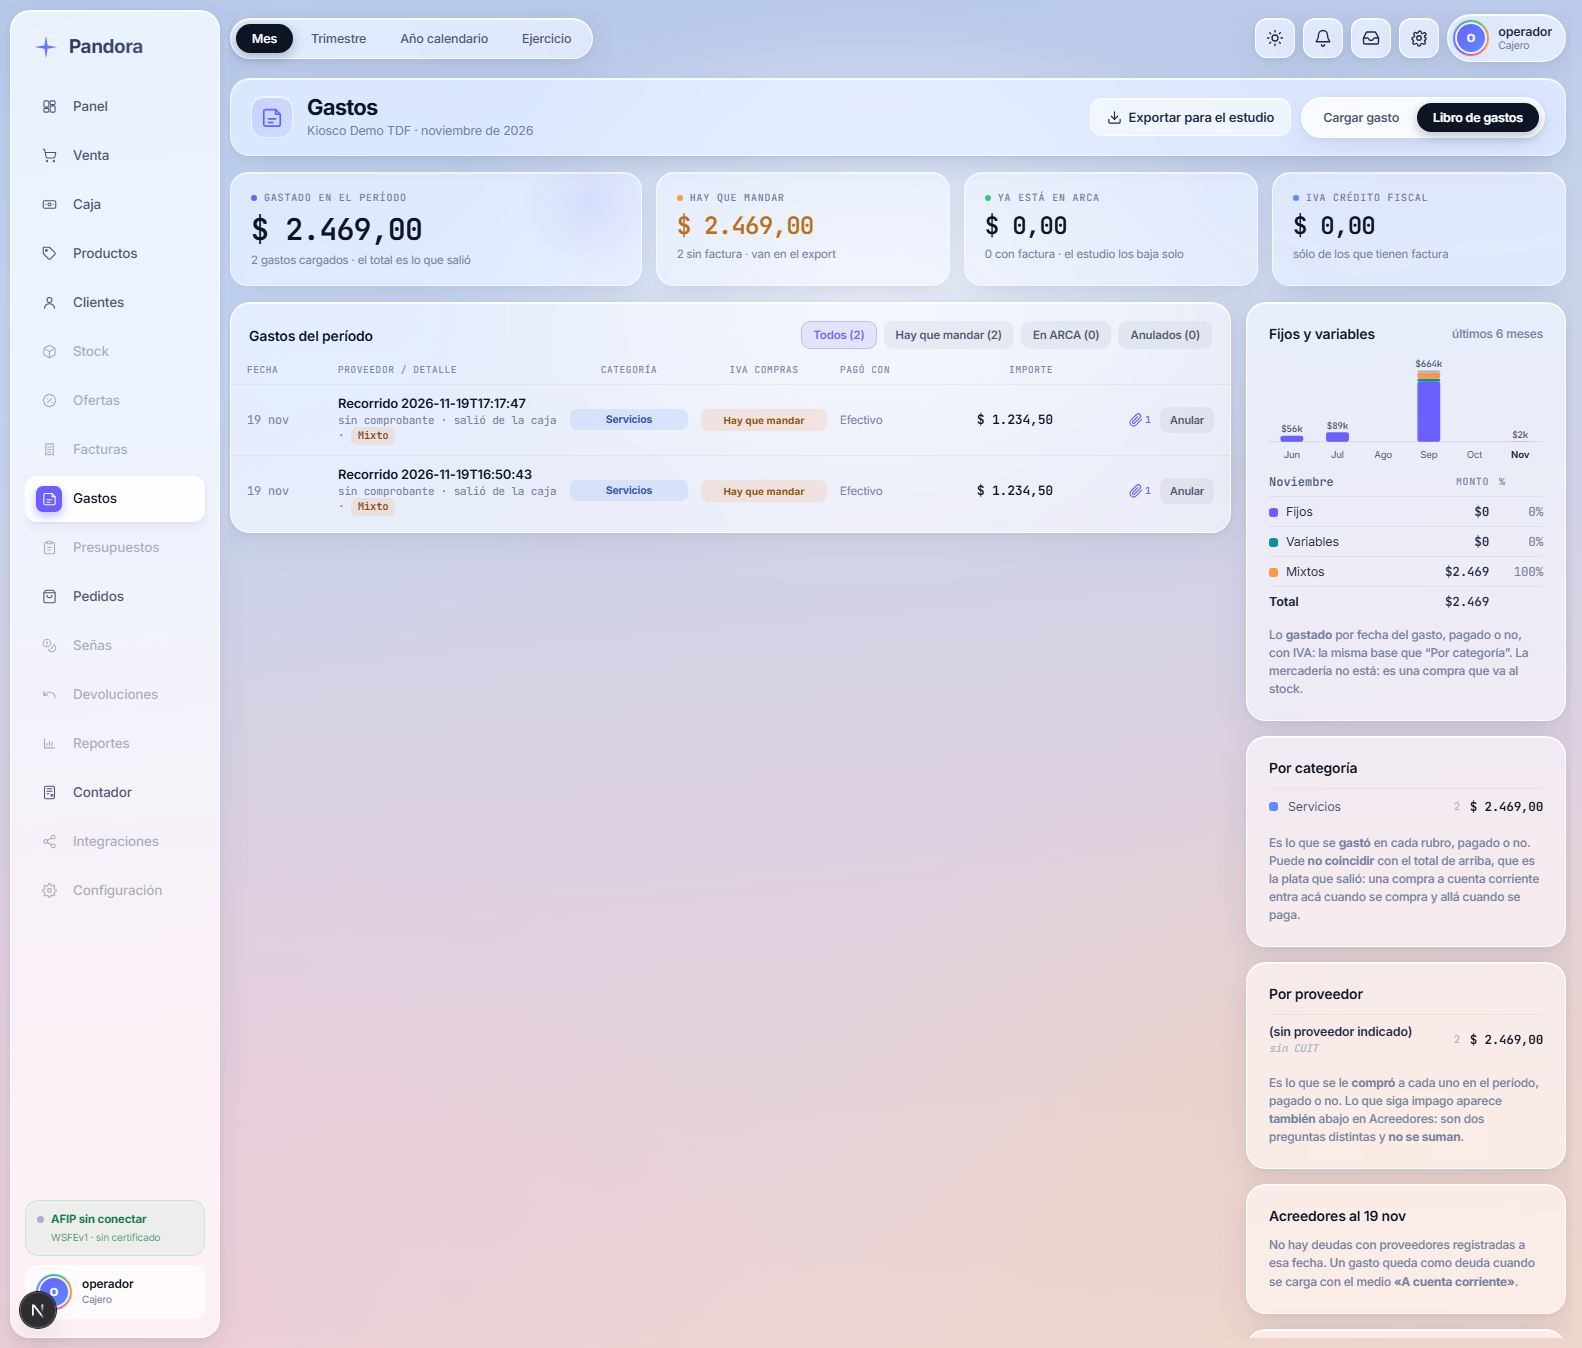 Pandora
Panel
Venta
Caja
Productos
Clientes
Stock
Ofertas
Facturas
Gastos
Presupuestos
Pedidos
Señas
Devoluciones
Reportes
Contador
Integraciones
Configuración
AFIP sin conectar
WSFEv1 · sin certificado
O
operador
Cajero
N
Mes Trimestre Año calendario Ejercicio
O
operador
Cajero
Gastos
Kiosco Demo TDF · noviembre de 2026
Exportar para el estudio
Cargar gasto
Libro de gastos
GASTADO EN EL PERÍODO
$ 2.469,00
2 gastos cargados · el total es lo que salió
HAY QUE MANDAR
$ 2.469,00
2 sin factura · van en el export
YA ESTÁ EN ARCA
$ 0,00
0 con factura · el estudio los baja solo
IVA CRÉDITO FISCAL
$ 0,00
sólo de los que tienen factura
Gastos del período
Todos (2) Hay que mandar (2) En ARCA (0) Anulados (0)
FECHA PROVEEDOR / DETALLE CATEGORÍA IVA COMPRAS PAGÓ CON IMPORTE
Recorrido 2026-11-19T17:17:47
19 nov sin comprobante · salió de la caja Servicios Hay que mandar Efectivo $ 1.234,50 1 Anular
· Mixto
Recorrido 2026-11-19T16:50:43
19 nov sin comprobante · salió de la caja Servicios Hay que mandar Efectivo $ 1.234,50 1 Anular
· Mixto
Fijos y variables últimos 6 meses
$664k
$56k $89k $2k
Jun Jul Ago Sep Oct Nov
Noviembre MONTO %
Fijos $0 0%
Variables $0 0%
Mixtos $2.469 100%
Total $2.469
Lo gastado por fecha del gasto, pagado o no,
con IVA: la misma base que “Por categoría”. La
mercadería no está: es una compra que va al
stock.
Por categoría
Servicios 2 $ 2.469,00
Es lo que se gastó en cada rubro, pagado o no.
Puede no coincidir con el total de arriba, que es
la plata que salió: una compra a cuenta corriente
entra acá cuando se compra y allá cuando se
paga.
Por proveedor
(sin proveedor indicado) 2 $ 2.469,00
sin CUIT
Es lo que se le compró a cada uno en el período,
pagado o no. Lo que siga impago aparece
también abajo en Acreedores: son dos
preguntas distintas y no se suman.
Acreedores al 19 nov
No hay deudas con proveedores registradas a
esa fecha. Un gasto queda como deuda cuando
se carga con el medio «A cuenta corriente».